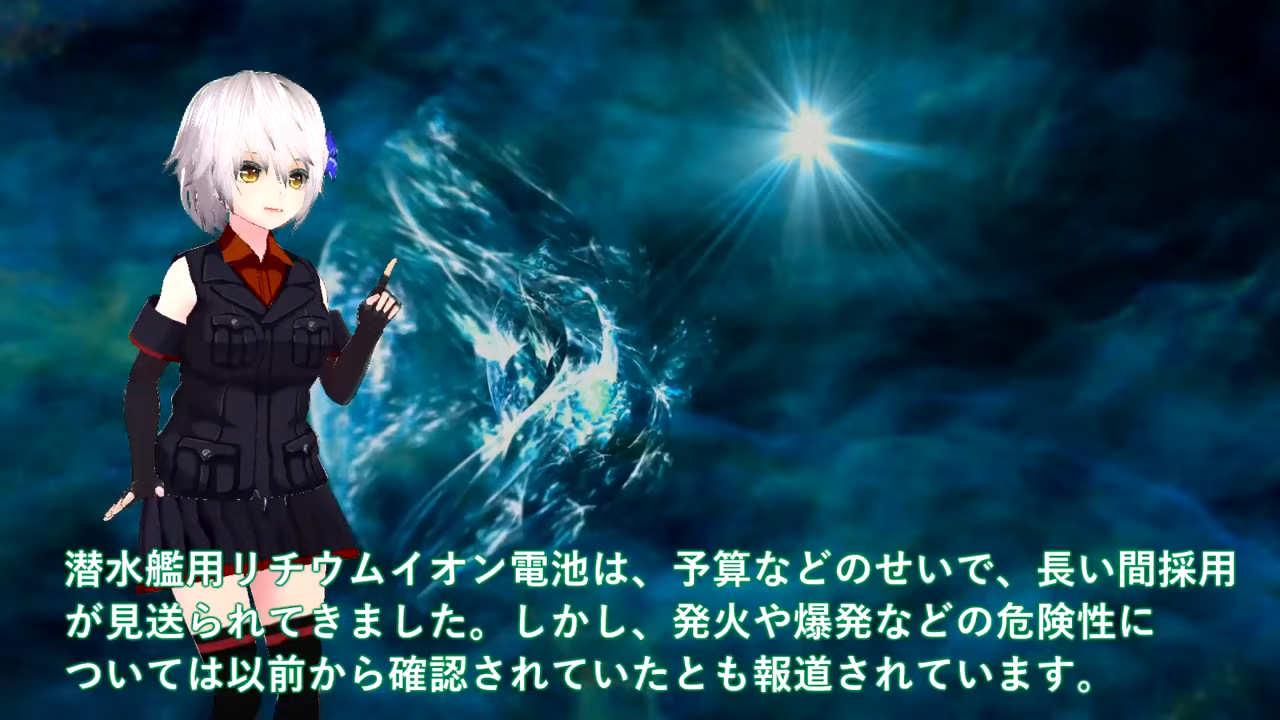 潜水艦用リチウムイオン電池は、予算などのせいで、長い間採用
が見送られてきました。しかし、発火や爆発などの危険性に
ついては以前から確認されていたとも報道されています。